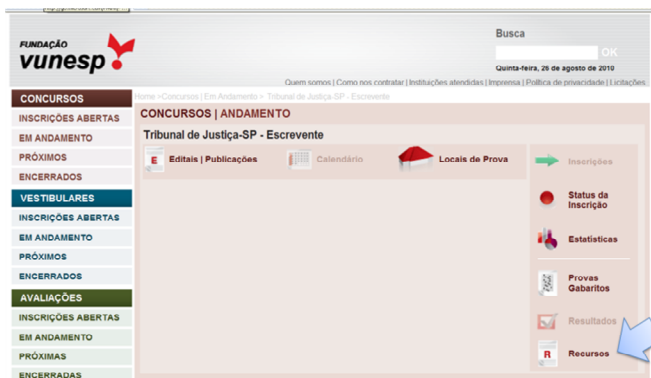 FUNDAÇÃO
vunesp
Busca
OK
Quinta-feira, 26 de agosto de 2010
Quem somos | Como nos contratar | Instituições atendidas | Imprensa | Política de privacidade | Licitações
Home >Concursos | Em Andamento > Tribunal de Justiça-SP - Escrevente
CONCURSOS
INSCRIÇÕES ABERTAS
EM ANDAMENTO
PRÓXIMOS
ENCERRADOS
VESTIBULARES
INSCRIÇÕES ABERTAS
EM ANDAMENTO
PRÓXIMOS
ENCERRADOS
AVALIAÇÕES
INSCRIÇÕES ABERTAS
EM ANDAMENTO
PRÓXIMAS
ENCERRADAS
CONCURSOS | ANDAMENTO
Tribunal de Justiça-SP - Escrevente
E Editais | Publicações
Calendário
Locais de Prova
Inscrições
Status da
Inscrição
Estatísticas
Provas
Gabaritos
Resultados
R Recursos